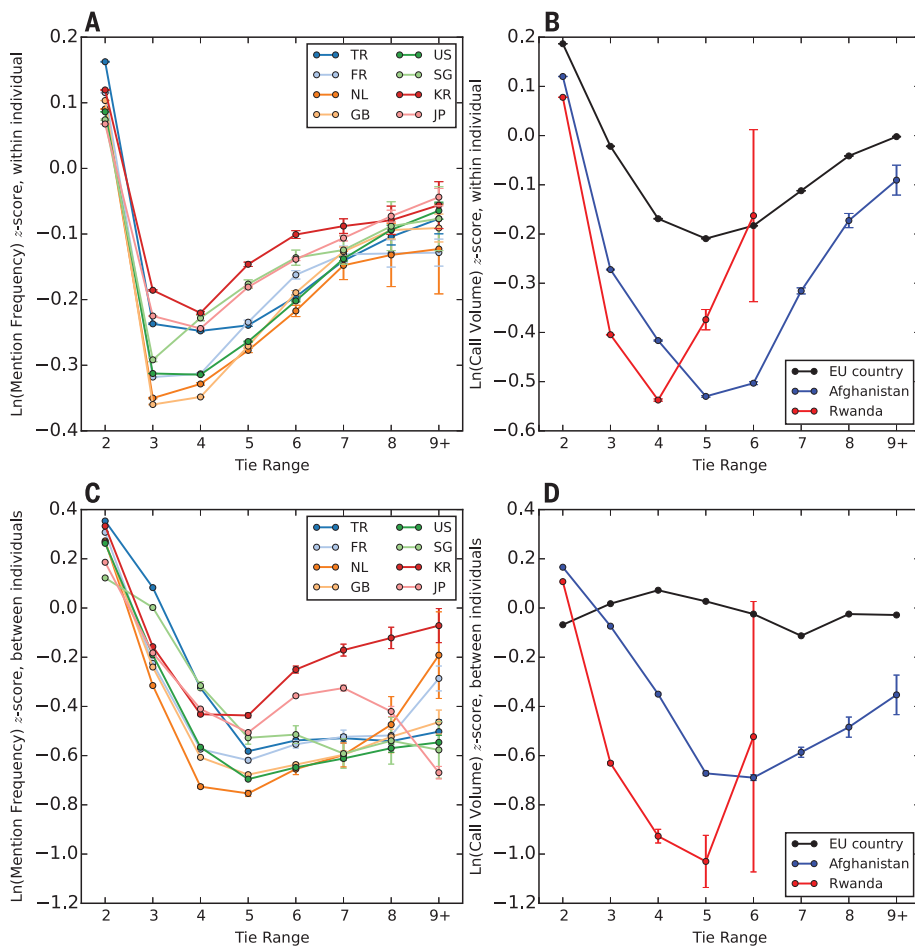 A
Ln(Mention Frequency) z-score, within individual
0.2
0.1
0.0
−0.1
−0.2
−0.3
−0.4
TR US
FR SG
NL KR
GB JP
2 3 4 5 6 7 8 9+
Tie Range
B
Ln(Call Volume) z-score, within individual
0.2
0.1
0.0
−0.1
−0.2
−0.3
−0.4
−0.5
−0.6
EU country
Afghanistan
Rwanda
2 3 4 5 6 7 8 9+
Tie Range
C
Ln(Mention Frequency) z-score, between individuals
0.4
0.2
0.0
−0.2
−0.4
−0.6
−0.8
−1.0
−1.2
TR US
FR SG
NL KR
GB JP
2 3 4 5 6 7 8 9+
Tie Range
D
Ln(Call Volume) z-score, between individuals
0.4
0.2
0.0
−0.2
−0.4
−0.6
−0.8
−1.0
−1.2
EU country
Afghanistan
Rwanda
2 3 4 5 6 7 8 9+
Tie Range